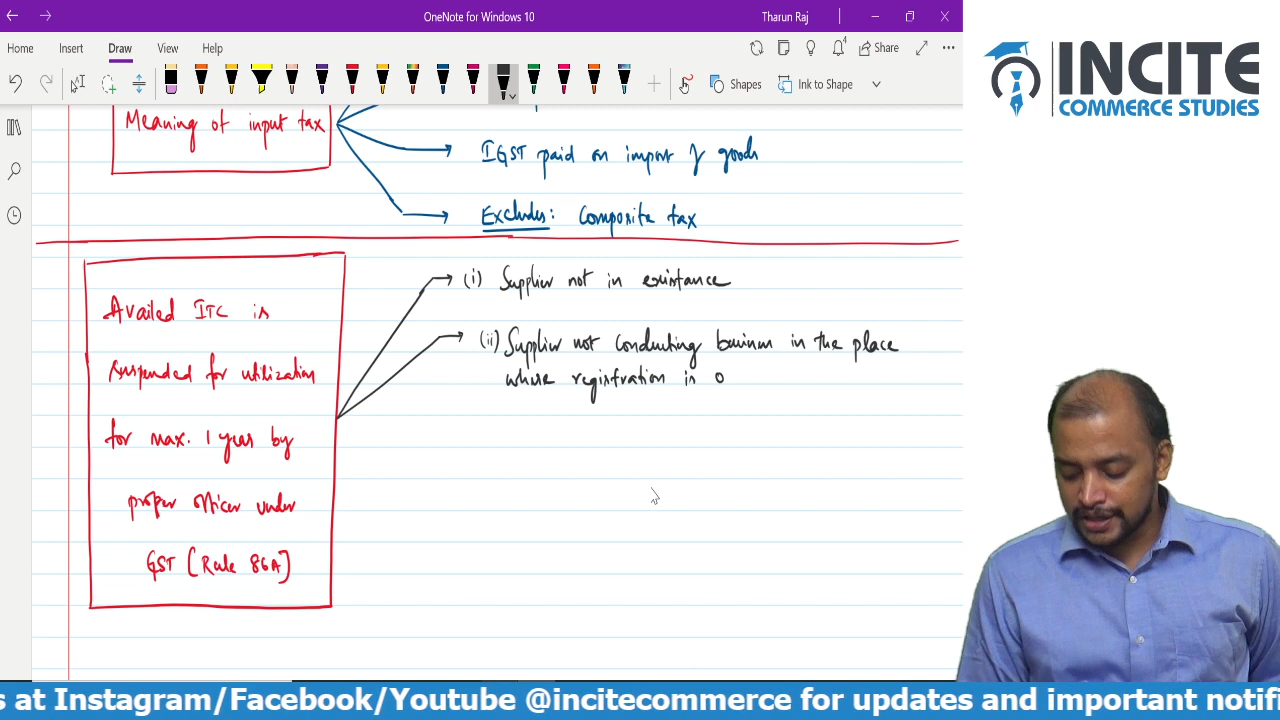 OneNote for Windows 10
Tharun Raj
Home Insert Draw View Help
4
Share
Shapes
Ink to Shape
INCITE
COMMERCE STUDIES
Meaning of input tax
IGST paid on import of goods
Excludes: Composite tax
Availed ITC is
suspended for utilization
for max. 1 year by
proper officer under
GST [Rule 86A]
(i) Supplier not in existance
(ii) Supplier not conducting business in the place
whose registration is o
s at Instagram/Facebook/Youtube @incitecommerce for updates and important notifi